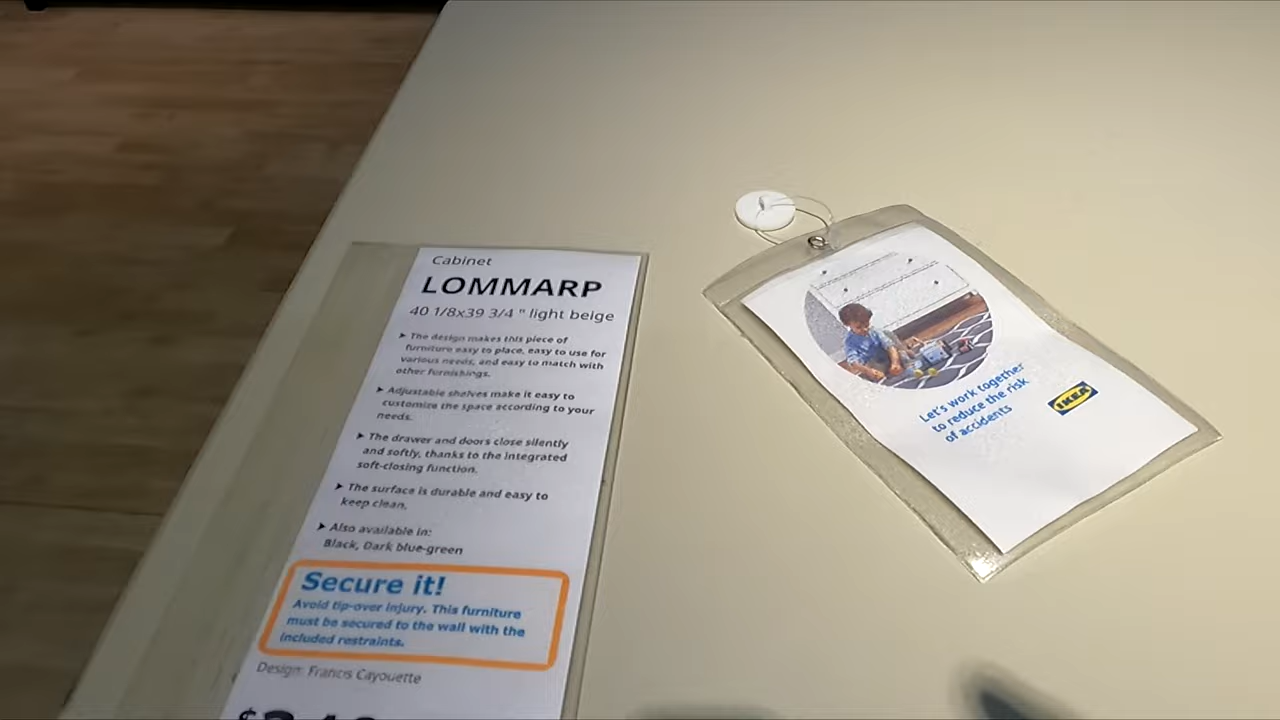 Cabinet
LOMMARP
40 1/8x39 3/4 " light beige
➤ The design makes this piece of
furniture easy to place, easy to use for
various needs, and easy to match with
other furnishings.
➤ Adjustable shelves make it easy to
customize the space according to your
needs.
➤ The drawer and doors close silently
and softly, thanks to the integrated
soft-closing function.
➤ The surface is durable and easy to
keep clean.
➤ Also available in:
Black, Dark blue-green
Secure it!
Avoid tip-over injury. This furniture
must be secured to the wall with the
included restraints.
Design: Francis Cayouette
Let's work together
to reduce the risk
of accidents
IKEA